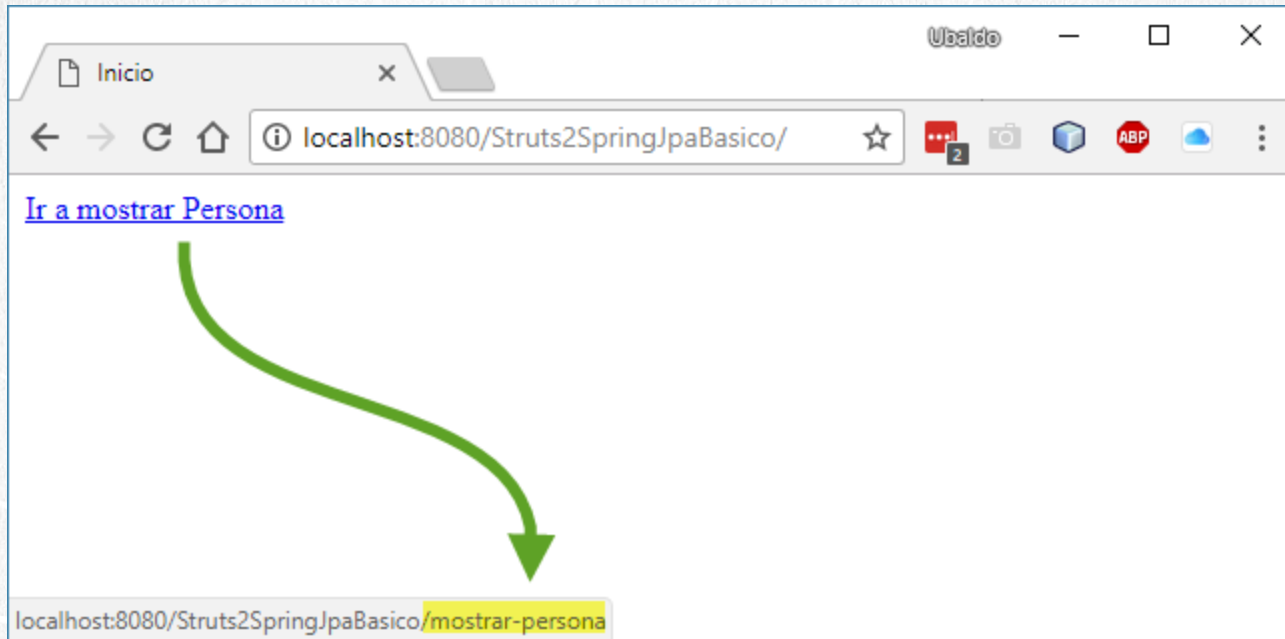 Ubaldo
Inicio
localhost:8080/Struts2SpringJpaBasico/
2
ABP
Ir a mostrar Persona
localhost:8080/Struts2SpringJpaBasico/mostrar-persona